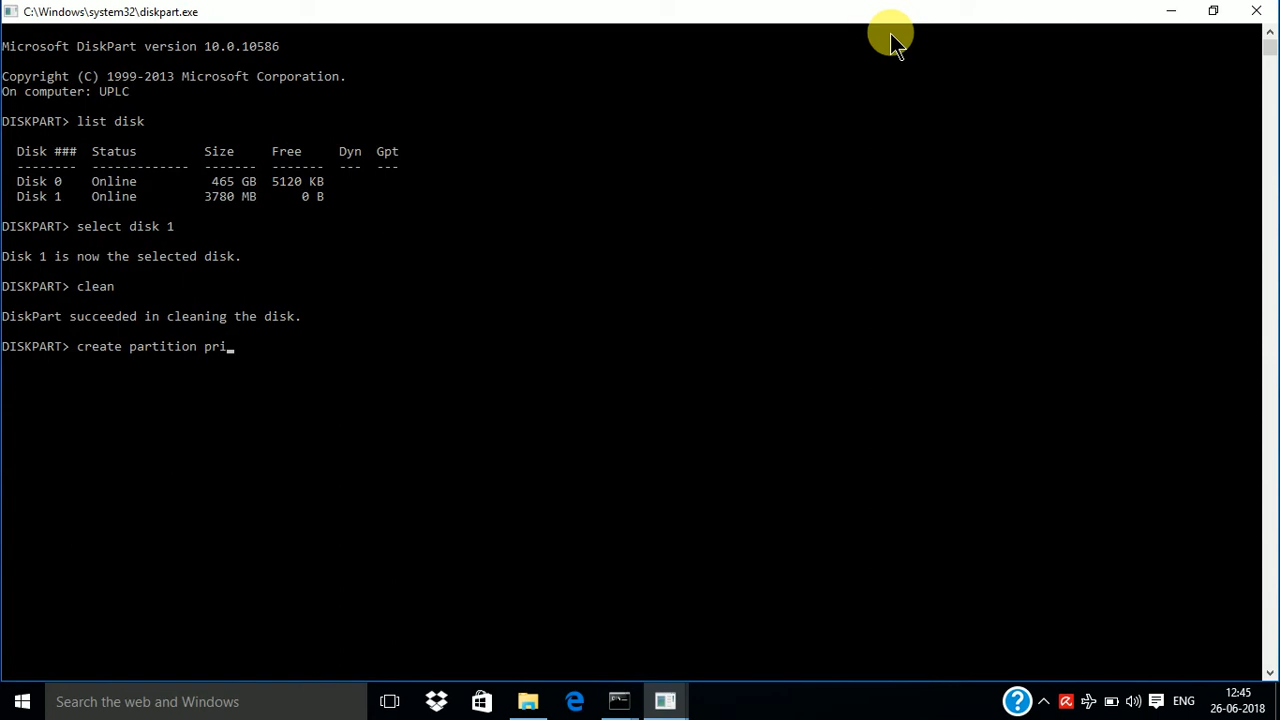 C:\Windows\system32\diskpart.exe
Microsoft DiskPart version 10.0.10586
Copyright (C) 1999-2013 Microsoft Corporation.
On computer: UPLC
DISKPART> list disk
Disk ### Status Size Free Dyn Gpt
-------- ------------- ------- ------- --- ---
Disk 0 Online 465 GB 5120 KB
Disk 1 Online 3780 MB 0 B
DISKPART> select disk 1
Disk 1 is now the selected disk.
DISKPART> clean
DiskPart succeeded in cleaning the disk.
DISKPART> create partition pri_
Search the web and Windows
ENG
12:45
26-06-2018